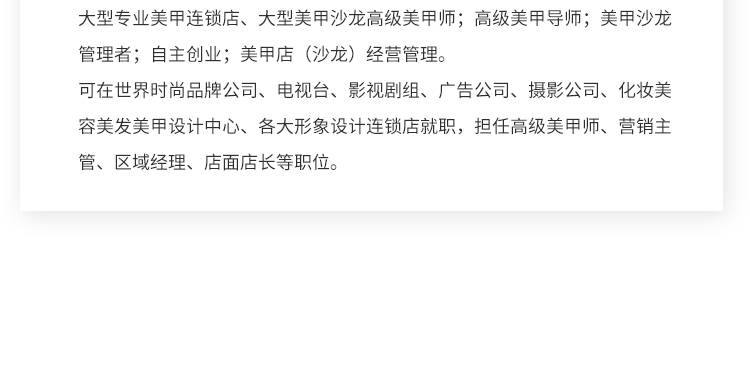 大型专业美甲连锁店、大型美甲沙龙高级美甲师；高级美甲导师；美甲沙龙
管理者；自主创业；美甲店（沙龙）经营管理。
可在世界时尚品牌公司、电视台、影视剧组、广告公司、摄影公司、化妆美
容美发美甲设计中心、各大形象设计连锁店就职，担任高级美甲师、营销主
管、区域经理、店面店长等职位。